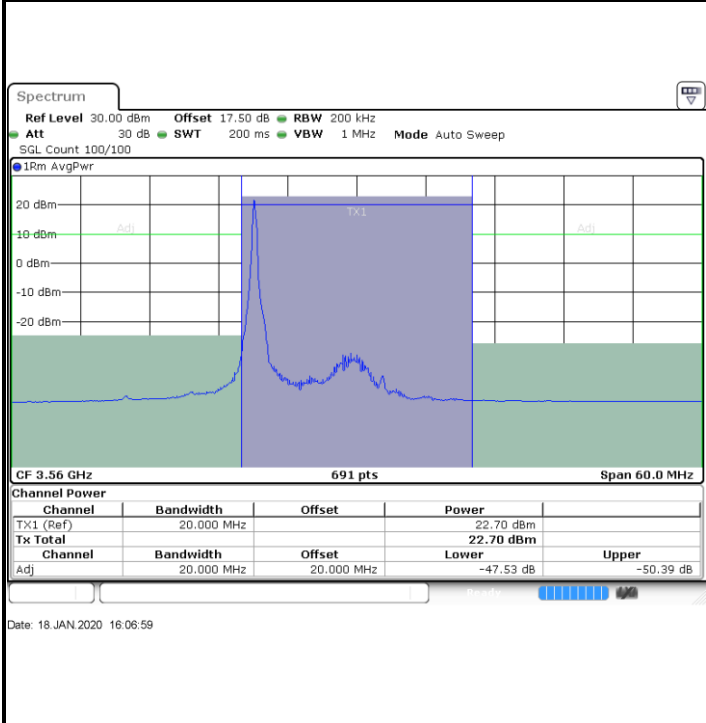 Spectrum
Ref Level 30.00 dBm Offset 17.50 dB RBW 200 kHz
Att 30 dB SWT 200 ms VBW 1 MHz Mode Auto Sweep
SGL Count 100/100
1Rm AvgPwr
20 dBm
TX1
Adj Adj
10 dBm
0 dBm
-10 dBm
-20 dBm
CF 3.56 GHz 691 pts Span 60.0 MHz
Channel Power
Channel Bandwidth Offset Power
TX1 (Ref) 20.000 MHz 22.70 dBm
Tx Total 22.70 dBm
Channel Bandwidth Offset Lower Upper
Adj 20.000 MHz 20.000 MHz -47.53 dB -50.39 dB
Ready
Date: 18.JAN.2020 16:06:59